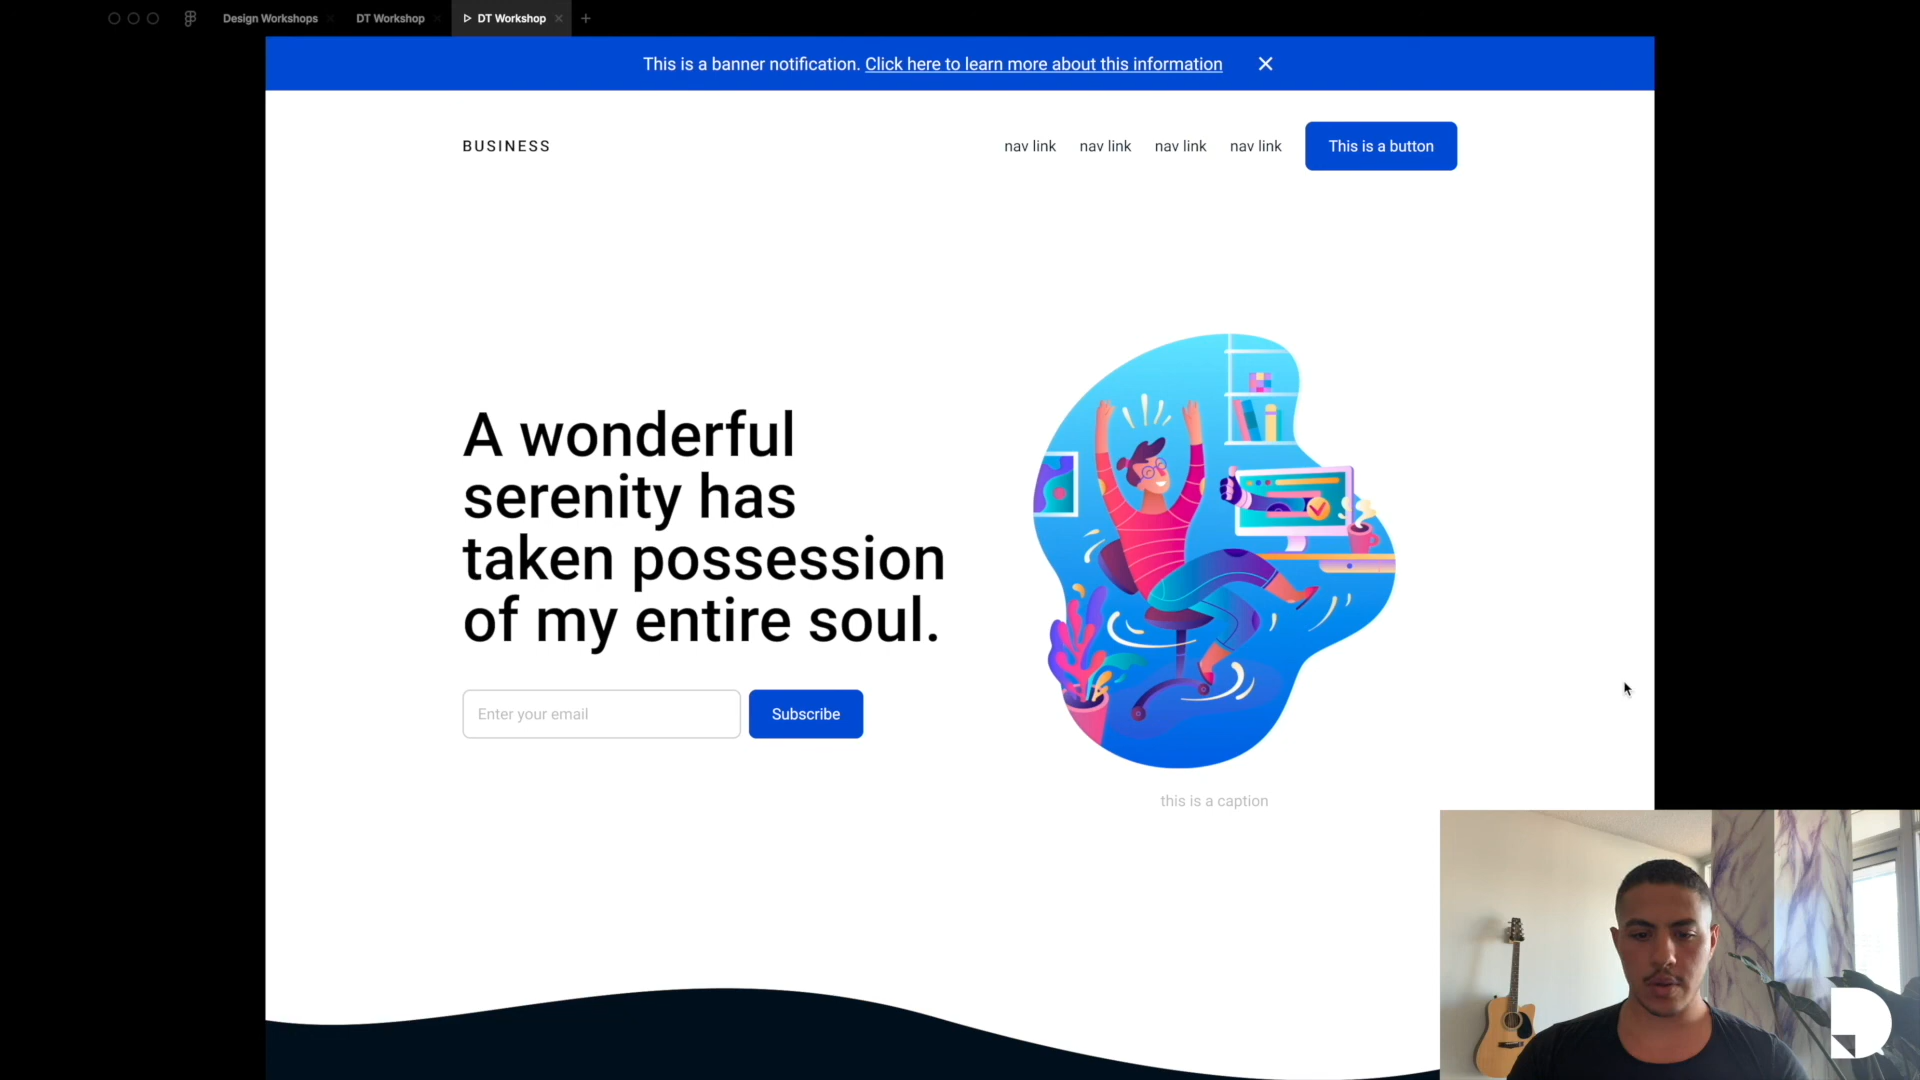 Design Workshops
DT Workshop
DT Workshop
This is a banner notification. Click here to learn more about this information
BUSINESS
nav link
nav link
nav link
nav link
This is a button
A wonderful
serenity has
taken possession
of my entire soul.
Enter your email
Subscribe
this is a caption